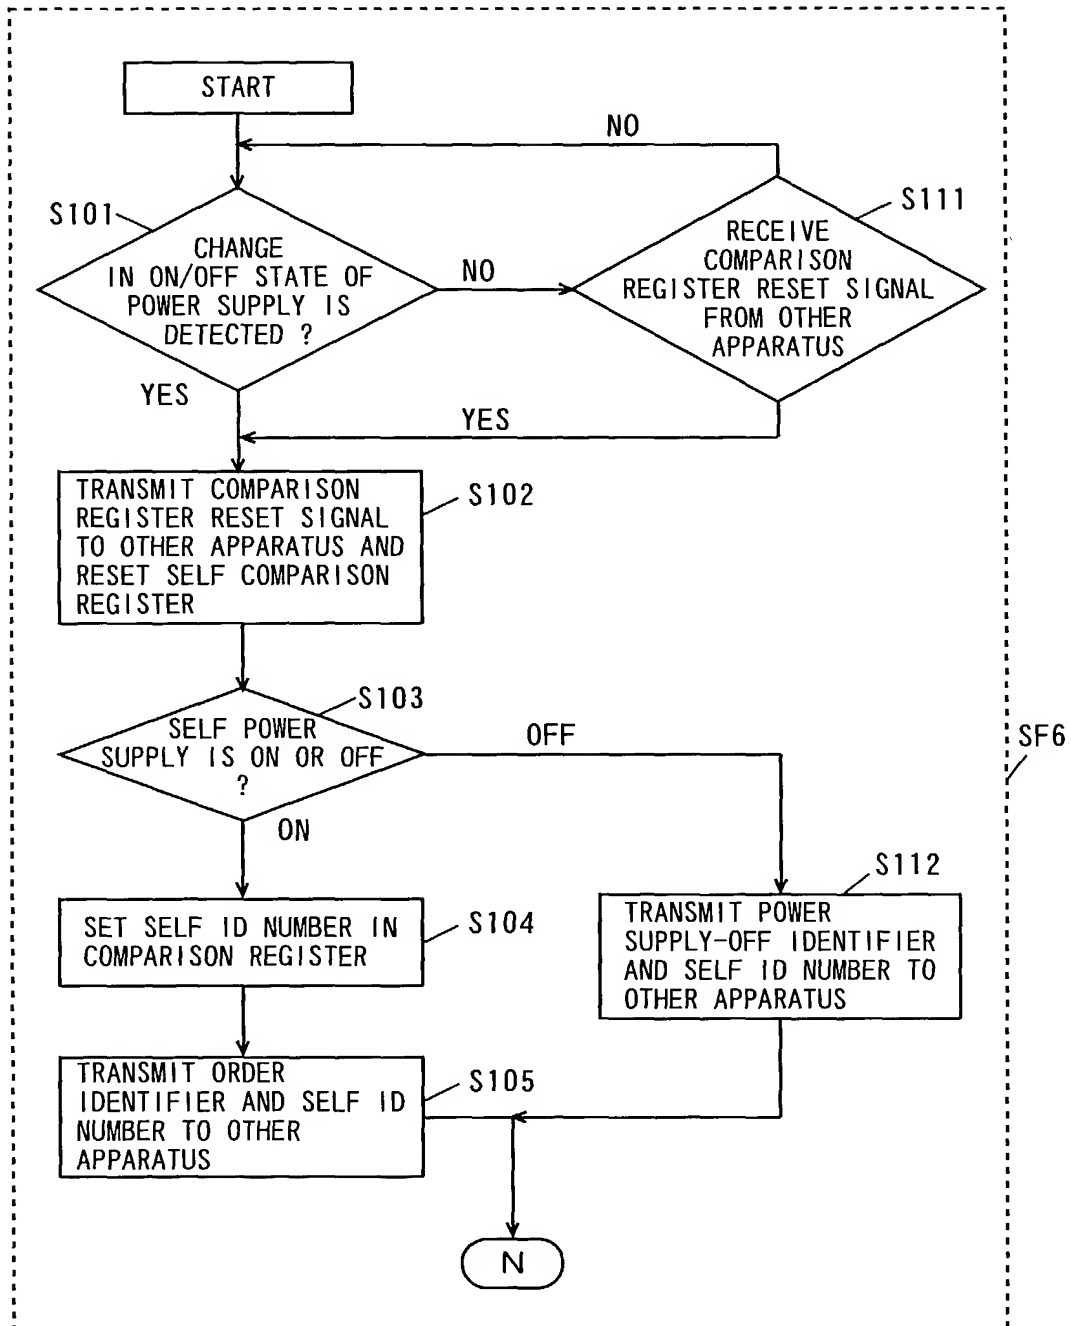 START
NO
S101
S111
CHANGE
IN ON/OFF STATE OF
POWER SUPPLY IS
DETECTED ?
NO
RECEIVE
COMPARISON
REGISTER RESET SIGNAL
FROM OTHER
APPARATUS
YES
YES
TRANSMIT COMPARISON
REGISTER RESET SIGNAL
TO OTHER APPARATUS AND
RESET SELF COMPARISON
REGISTER
S102
S103
SELF POWER
SUPPLY IS ON OR OFF
?
OFF
SF6
ON
S112
SET SELF ID NUMBER IN
COMPARISON REGISTER
S104
TRANSMIT POWER
SUPPLY-OFF IDENTIFIER
AND SELF ID NUMBER TO
OTHER APPARATUS
TRANSMIT ORDER
IDENTIFIER AND SELF ID
NUMBER TO OTHER
APPARATUS
S105
N